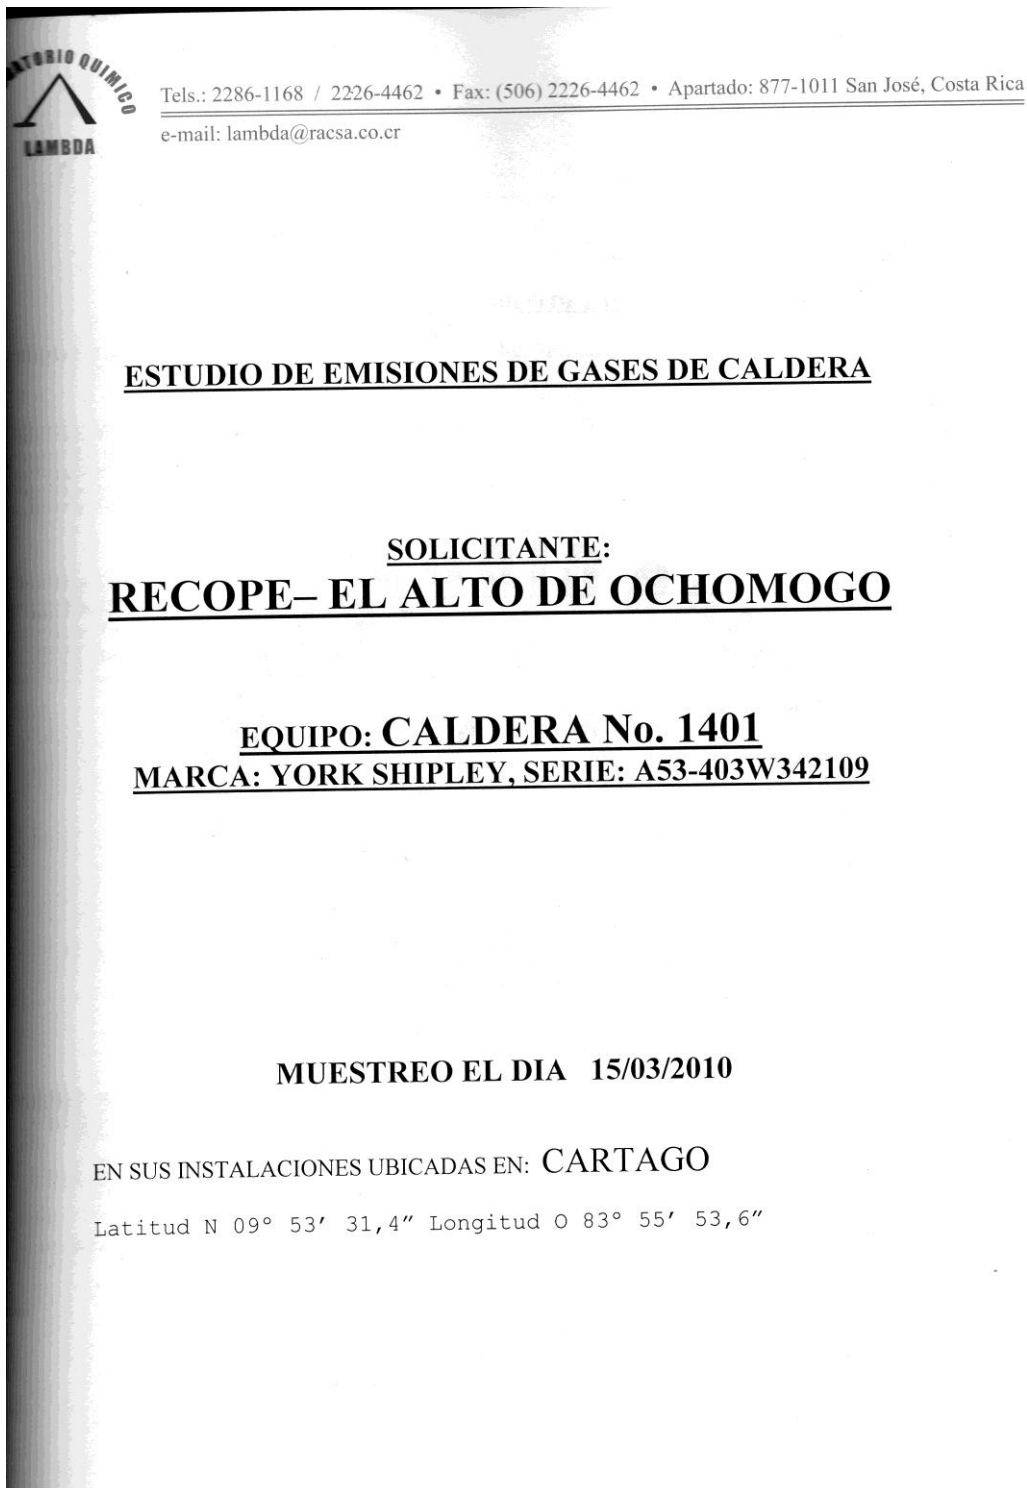 QUIMICO
LAMBDA
Tels.: 2286-1168 / 2226-4462 • Fax: (506) 2226-4462 • Apartado: 877-1011 San José, Costa Rica
e-mail: lambda@racsa.co.cr
ESTUDIO DE EMISIONES DE GASES DE CALDERA
SOLICITANTE:
RECOPE– EL ALTO DE OCHOMOGO
EQUIPO: CALDERA No. 1401
MARCA: YORK SHIPLEY, SERIE: A53-403W342109
MUESTREO EL DIA 15/03/2010
EN SUS INSTALACIONES UBICADAS EN: CARTAGO
Latitud N 09° 53′ 31,4″ Longitud O 83° 55′ 53,6″